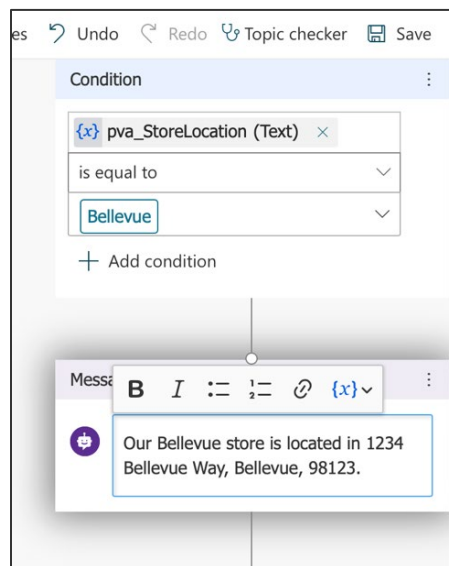 es Undo Redo Topic checker Save
Condition
{x} pva_StoreLocation (Text) ×
is equal to
Bellevue
+ Add condition
B I {x}
Our Bellevue store is located in 1234
Bellevue Way, Bellevue, 98123.